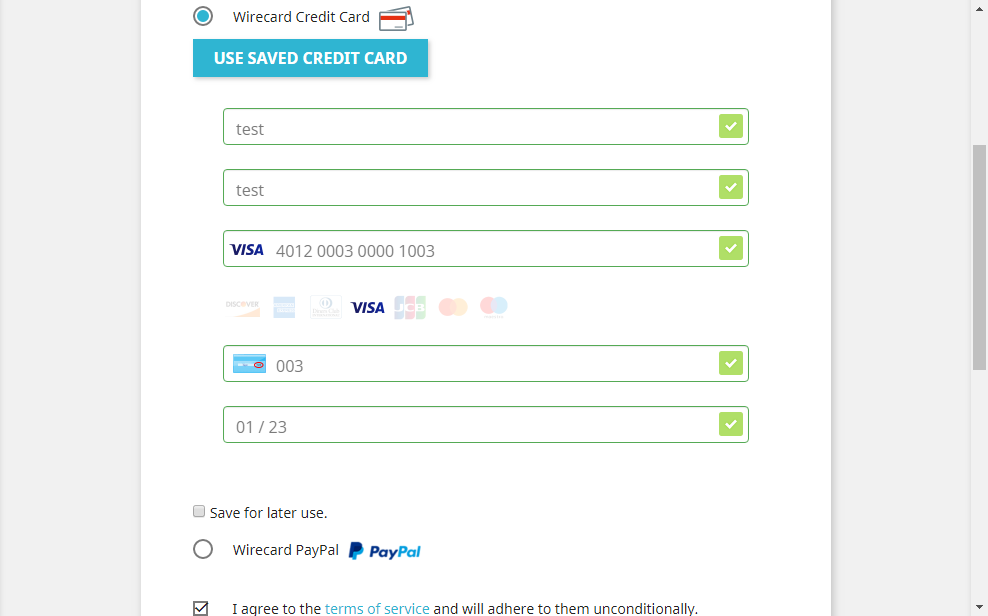 Wirecard Credit Card
USE SAVED CREDIT CARD
test
test
VISA 4012 0003 0000 1003
DISCOVER VISA JCB
003
01 / 23
Save for later use.
Wirecard PayPal PayPal
I agree to the terms of service and will adhere to them unconditionally.